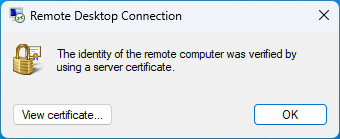 Remote Desktop Connection
The identity of the remote computer was verified by
using a server certificate.
View certificate...
OK